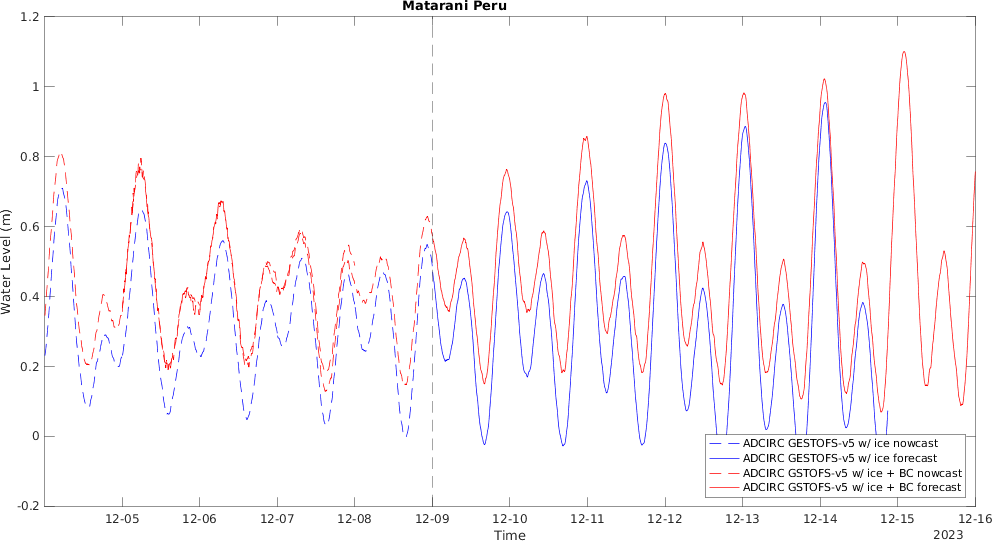 Matarani Peru
1.2
1
0.8
0.6
0.4
0.2
0
-0.2
Water Level (m)
12-05 12-06 12-07 12-08 12-09 12-10 12-11 12-12 12-13 12-14 12-15 12-16
Time
2023
ADCIRC GESTOFS-v5 w/ ice nowcast
ADCIRC GESTOFS-v5 w/ ice forecast
ADCIRC GSTOFS-v5 w/ ice + BC nowcast
ADCIRC GSTOFS-v5 w/ ice + BC forecast